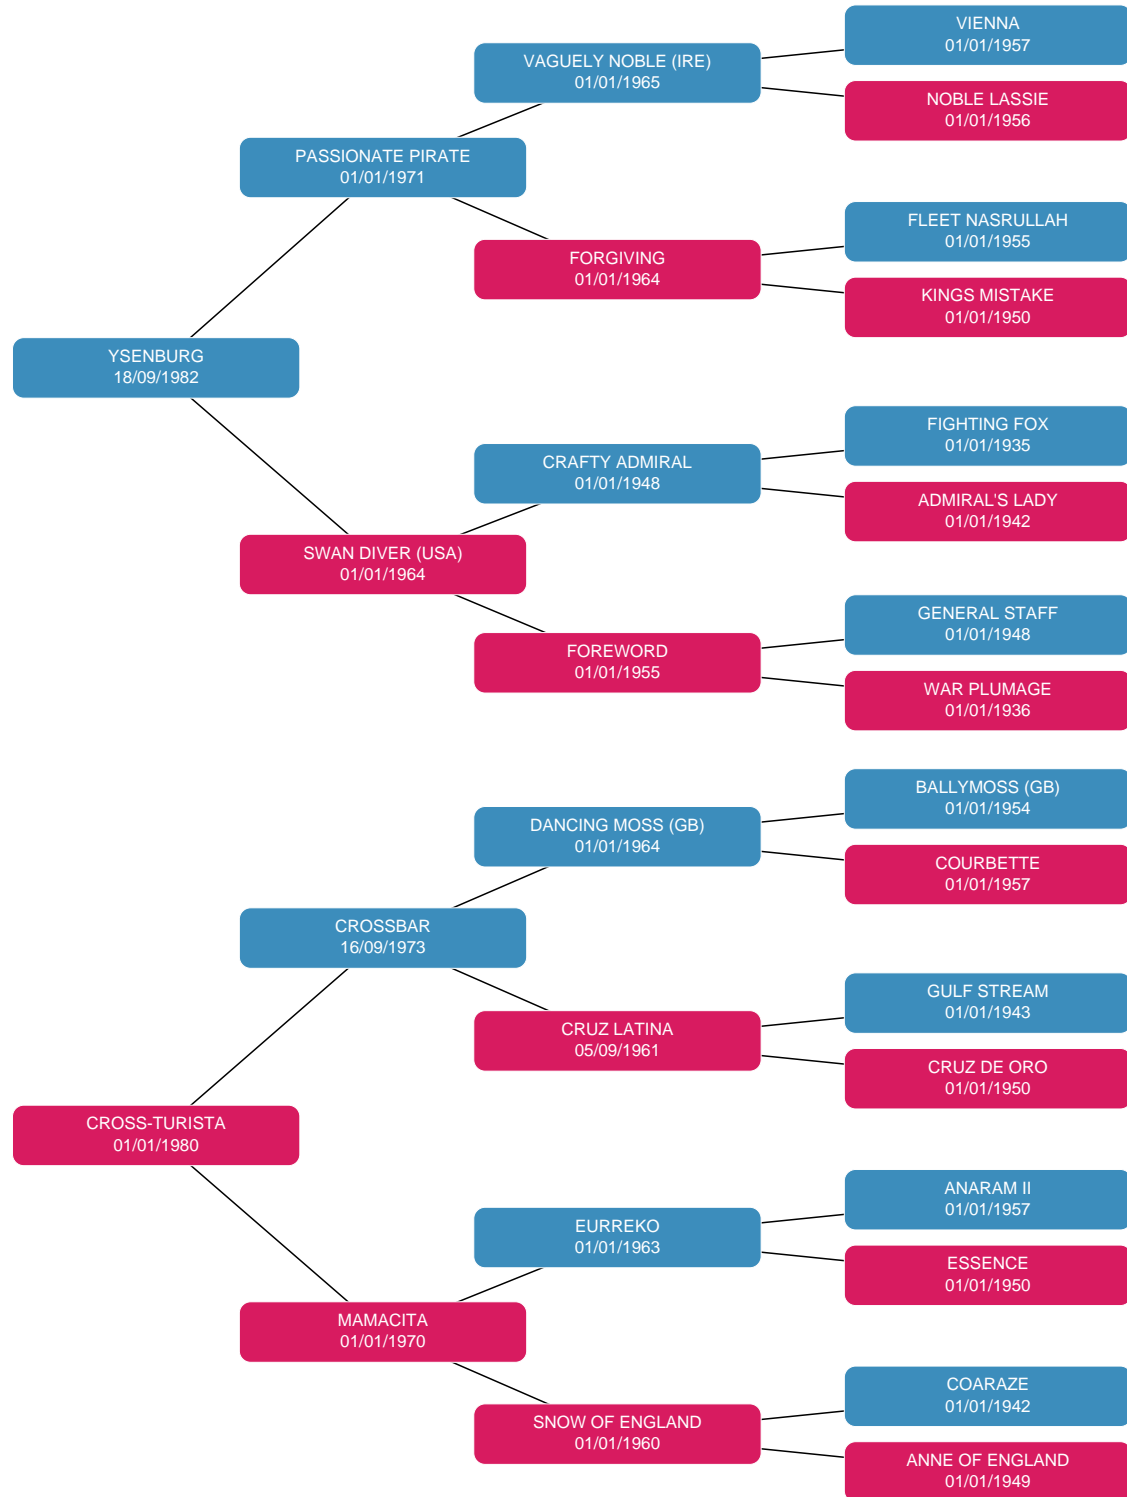 VIENNA
01/01/1957
VAGUELY NOBLE (IRE)
01/01/1965
NOBLE LASSIE
01/01/1956
PASSIONATE PIRATE
01/01/1971
FLEET NASRULLAH
01/01/1955
FORGIVING
01/01/1964
KINGS MISTAKE
01/01/1950
YSENBURG
18/09/1982
FIGHTING FOX
01/01/1935
CRAFTY ADMIRAL
01/01/1948
ADMIRAL'S LADY
01/01/1942
SWAN DIVER (USA)
01/01/1964
GENERAL STAFF
01/01/1948
FOREWORD
01/01/1955
WAR PLUMAGE
01/01/1936
BALLYMOSS (GB)
01/01/1954
DANCING MOSS (GB)
01/01/1964
COURBETTE
01/01/1957
CROSSBAR
16/09/1973
GULF STREAM
01/01/1943
CRUZ LATINA
05/09/1961
CRUZ DE ORO
01/01/1950
CROSS-TURISTA
01/01/1980
ANARAM II
01/01/1957
EURREKO
01/01/1963
ESSENCE
01/01/1950
MAMACITA
01/01/1970
COARAZE
01/01/1942
SNOW OF ENGLAND
01/01/1960
ANNE OF ENGLAND
01/01/1949